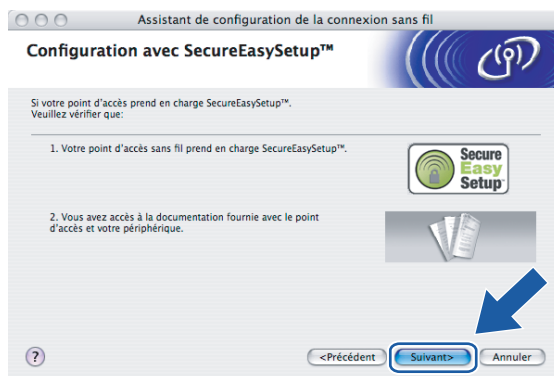 Assistant de configuration de la connexion sans fil
Configuration avec SecureEasySetup™
Si votre point d'accès prend en charge SecureEasySetup™.
Veuillez vérifier que:
1. Votre point d'accès sans fil prend en charge SecureEasySetup™.
Secure
Easy
Setup
2. Vous avez accès à la documentation fournie avec le point
d'accès et votre périphérique.
?
<Précédent
Suivant>
Annuler